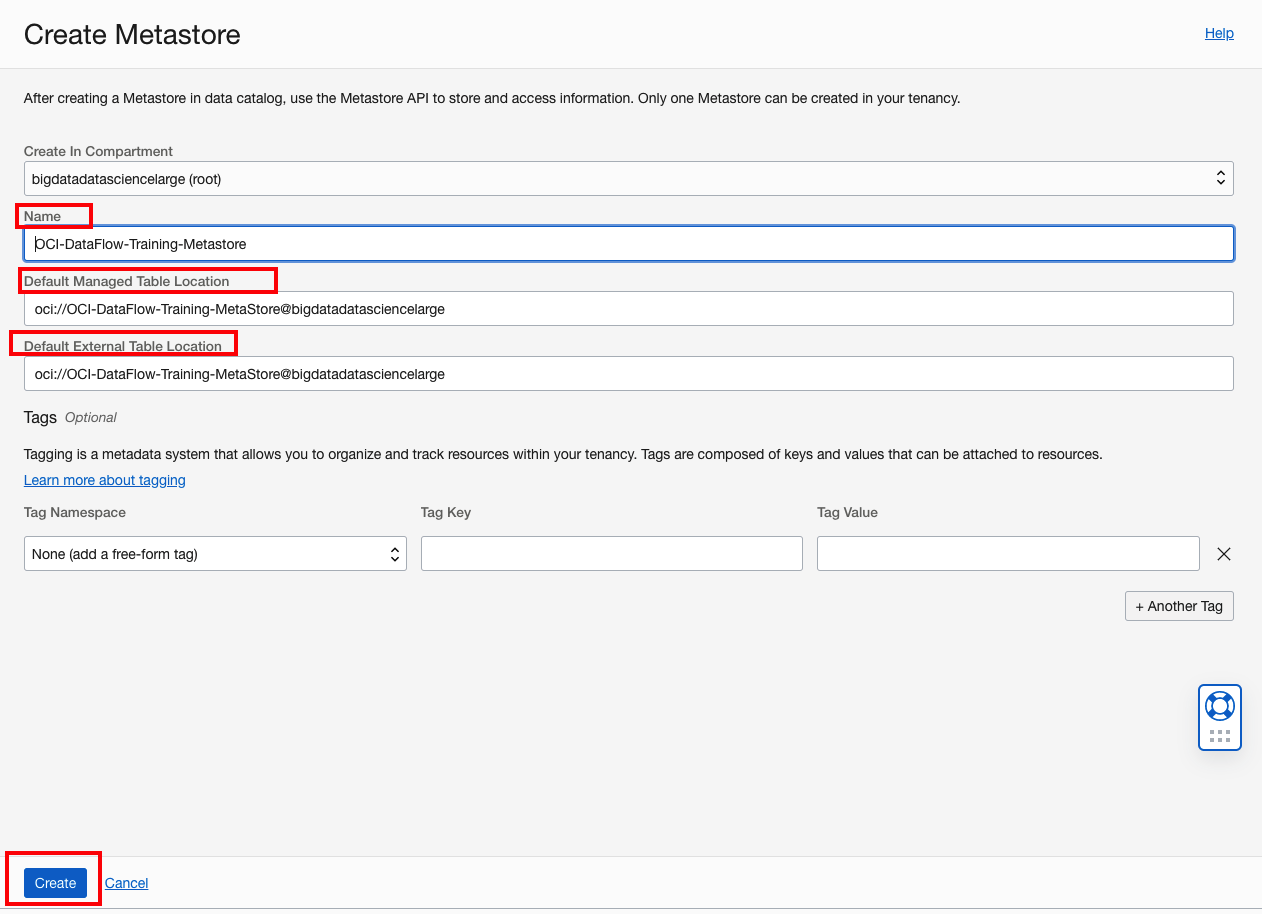 Create Metastore
Help
After creating a Metastore in data catalog, use the Metastore API to store and access information. Only one Metastore can be created in your tenancy.
Create In Compartment
bigdatadatasciencelarge (root)
Name
OCI-DataFlow-Training-Metastore
Default Managed Table Location
oci://OCI-DataFlow-Training-MetaStore@bigdatadatasciencelarge
Default External Table Location
oci://OCI-DataFlow-Training-MetaStore@bigdatadatasciencelarge
Tags Optional
Tagging is a metadata system that allows you to organize and track resources within your tenancy. Tags are composed of keys and values that can be attached to resources.
Learn more about tagging
Tag Namespace Tag Key Tag Value
None (add a free-form tag)
+ Another Tag
Create Cancel